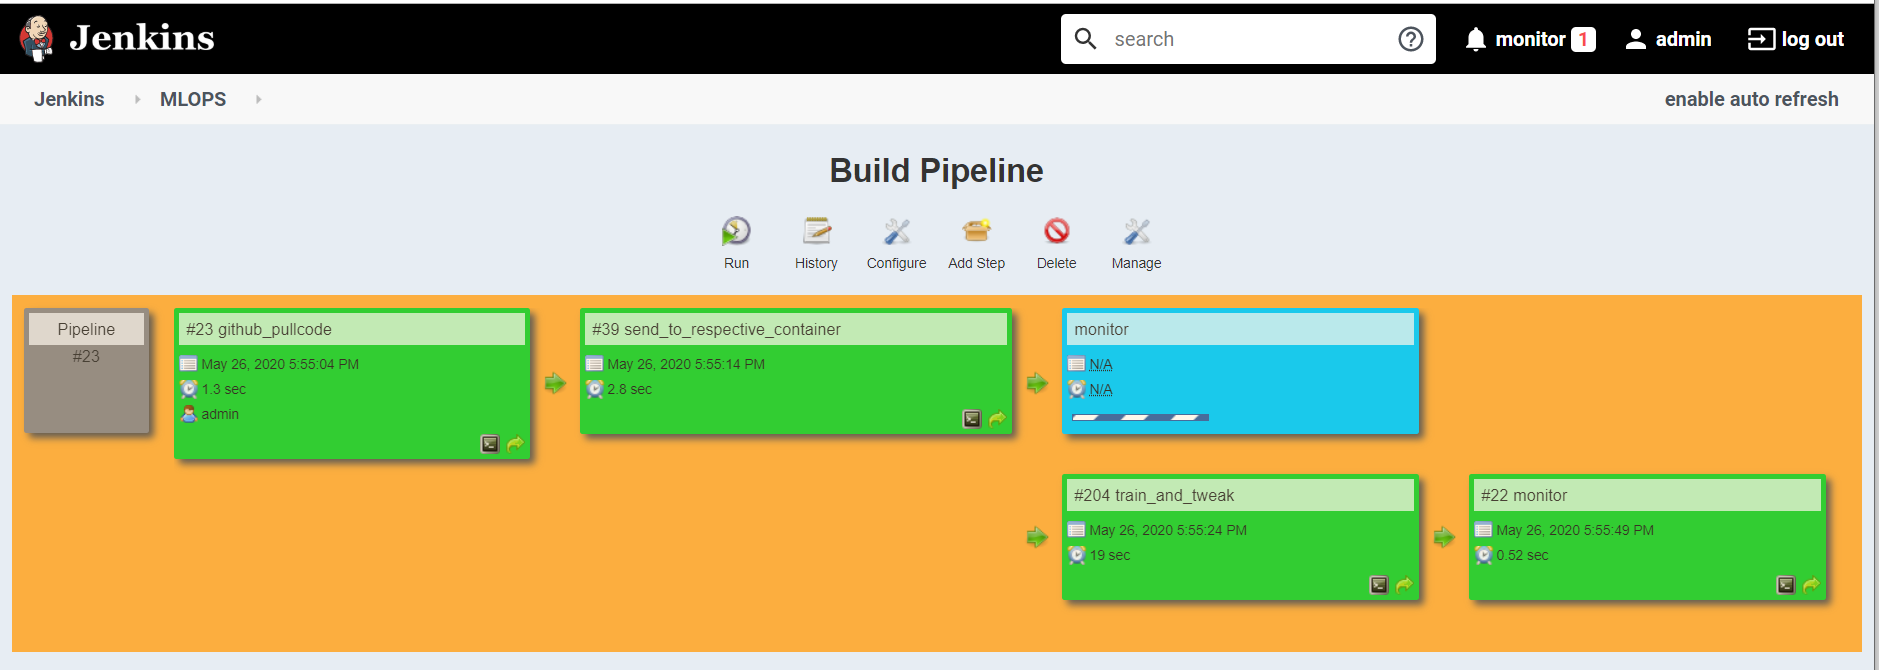 Jenkins
search
monitor 1
admin
log out
Jenkins MLOPS
enable auto refresh
Build Pipeline
Run History Configure Add Step Delete Manage
Pipeline
#23
#23 github_pullcode
May 26, 2020 5:55:04 PM
1.3 sec
admin
#39 send_to_respective_container
May 26, 2020 5:55:14 PM
2.8 sec
monitor
N/A
N/A
#204 train_and_tweak
May 26, 2020 5:55:24 PM
19 sec
#22 monitor
May 26, 2020 5:55:49 PM
0.52 sec